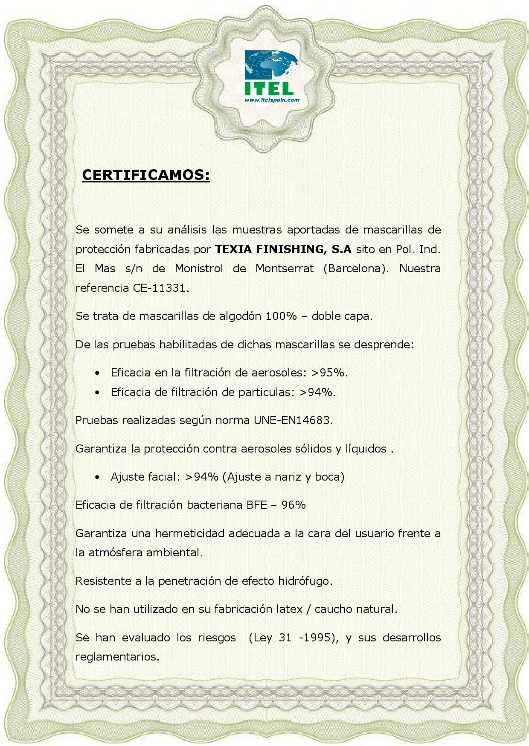 ITEL
www.itelspain.com
CERTIFICAMOS:
Se somete a su análisis las muestras aportadas de mascarillas de
protección fabricadas por TEXIA FINISHING, S.A sito en Pol. Ind.
El Mas s/n de Monistrol de Montserrat (Barcelona). Nuestra
referencia CE-11331.
Se trata de mascarillas de algodón 100% – doble capa.
De las pruebas habilitadas de dichas mascarillas se desprende:
• Eficacia en la filtración de aerosoles: >95%.
• Eficacia de filtración de particulas: >94%.
Pruebas realizadas según norma UNE-EN14683.
Garantiza la protección contra aerosoles sólidos y líquidos .
• Ajuste facial: >94% (Ajuste a nariz y boca)
Eficacia de filtración bacteriana BFE – 96%
Garantiza una hermeticidad adecuada a la cara del usuario frente a
la atmósfera ambiental.
Resistente a la penetración de efecto hidrófugo.
No se han utilizado en su fabricación latex / caucho natural.
Se han evaluado los riesgos (Ley 31 -1995), y sus desarrollos
reglamentarios.